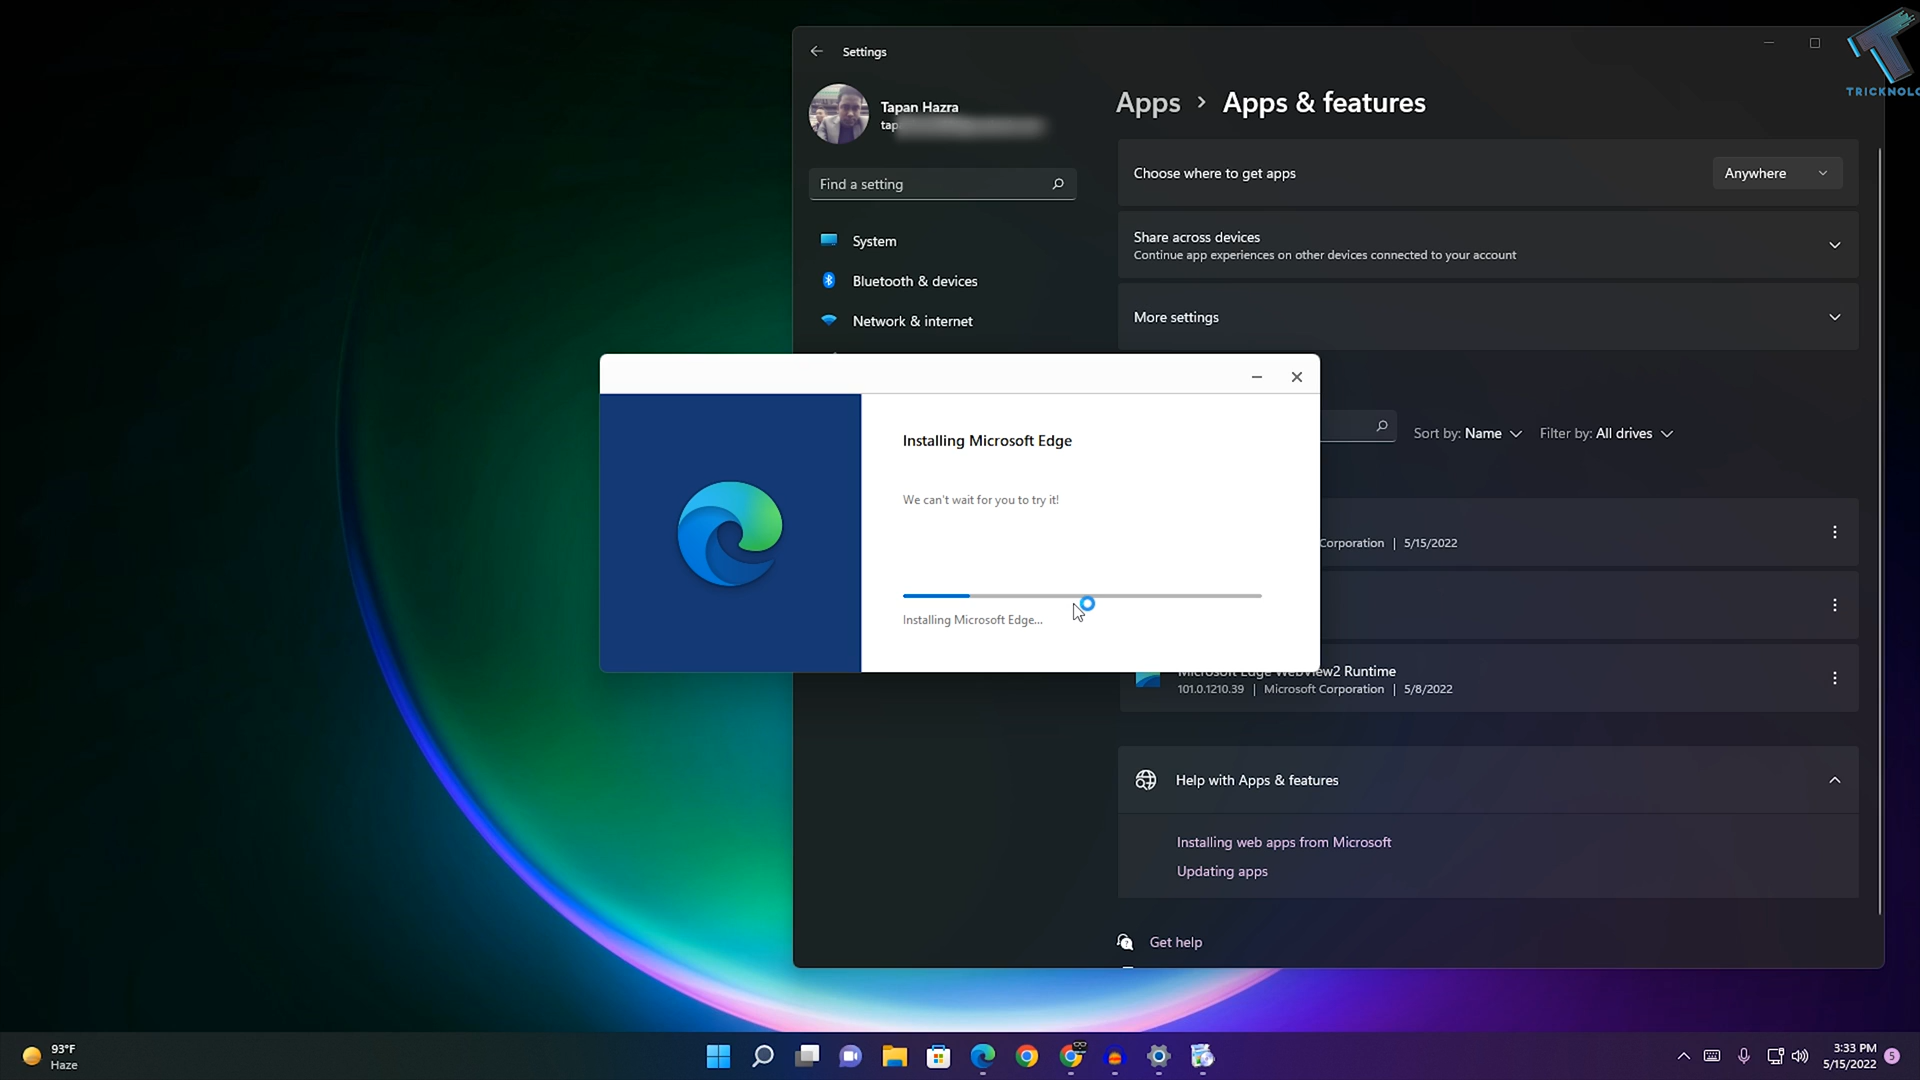 Settings
TRICKNOLO
Tapan Hazra
tap
Find a setting
System
Bluetooth & devices
Network & internet
Apps > Apps & features
Choose where to get apps
Anywhere
Share across devices
Continue app experiences on other devices connected to your account
More settings
Sort by: Name
Filter by: All drives
Installing Microsoft Edge
We can't wait for you to try it!
Installing Microsoft Edge...
Corporation | 5/15/2022
Microsoft Edge WebView2 Runtime
101.0.1210.39 | Microsoft Corporation | 5/8/2022
Help with Apps & features
Installing web apps from Microsoft
Updating apps
Get help
93°F
Haze
3:33 PM
5/15/2022
5